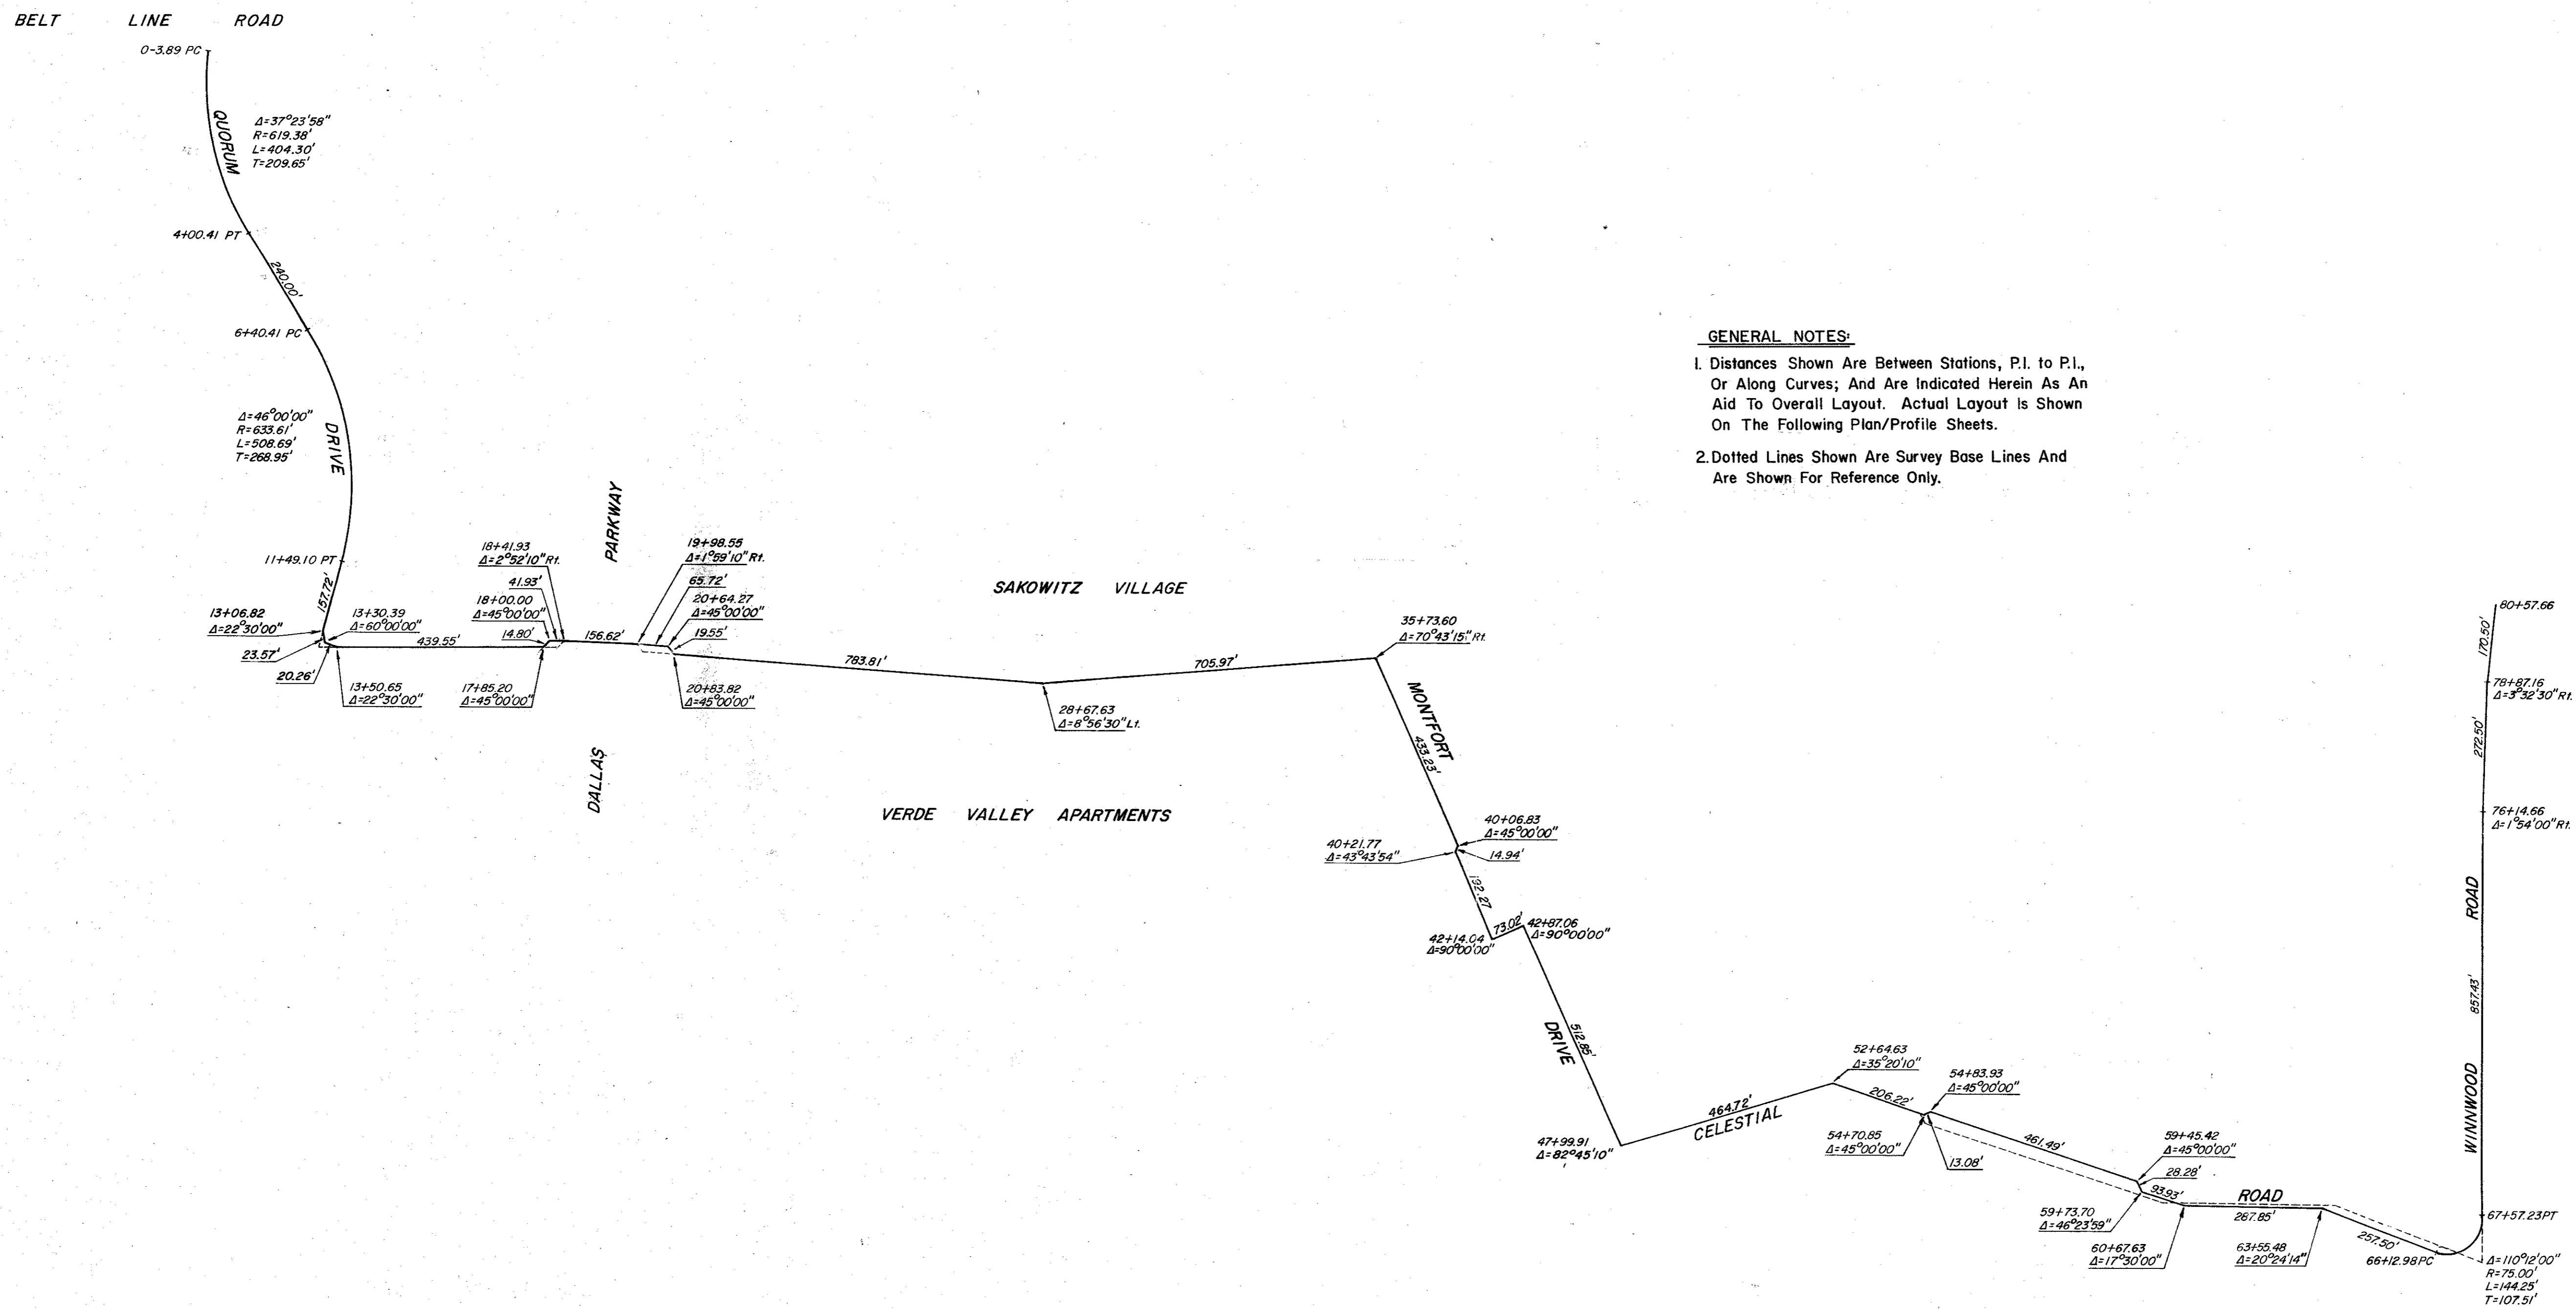 BELT LINE ROAD
0-3.89 PC
QUORUM
Δ=37°23'58"
R=619.38'
L=404.30'
T=209.65'
4+00.41 PT
240.00'
6+40.41 PC
Δ=46°00'00"
R=633.61'
L=508.69'
T=268.95'
DRIVE
11+49.10 PT
157.72'
13+06.82
Δ=22°30'00"
13+30.39
Δ=60°00'00"
23.57'
20.26'
439.55'
13+50.65
Δ=22°30'00"
18+41.93
Δ=2°52'10" Rt.
41.93'
18+00.00
Δ=45°00'00"
14.80'
17+85.20
Δ=45°00'00"
PARKWAY
DALLAS
156.62'
19+98.55
Δ=1°59'10" Rt.
65.72'
20+64.27
Δ=45°00'00"
19.55'
20+83.82
Δ=45°00'00"
783.81'
SAKOWITZ VILLAGE
705.97'
28+67.63
Δ=8°56'30" Lt.
VERDE VALLEY APARTMENTS
35+73.60
Δ=70°43'15" Rt.
MONTFORT
433.23'
40+06.83
Δ=45°00'00"
14.94'
40+21.77
Δ=43°43'54"
192.27
73.02'
42+14.04
Δ=90°00'00"
42+87.06
Δ=90°00'00"
512.85'
DRIVE
47+99.91
Δ=82°45'10"
464.72'
CELESTIAL
52+64.63
Δ=35°20'10"
206.22'
54+83.93
Δ=45°00'00"
54+70.85
Δ=45°00'00"
13.08'
461.49'
59+45.42
Δ=45°00'00"
28.28'
93.93'
59+73.70
Δ=46°23'59"
60+67.63
Δ=17°30'00"
ROAD
287.85'
63+55.48
Δ=20°24'14"
257.50'
66+12.98 PC
67+57.23 PT
Δ=110°12'00"
R=75.00'
L=144.25'
T=107.51'
WINNWOOD ROAD
857.43'
76+14.66
Δ=1°54'00" Rt.
272.50'
78+87.16
Δ=3°32'30" Rt.
170.50'
80+57.66
GENERAL NOTES:
1. Distances Shown Are Between Stations, P.I. to P.I.,
Or Along Curves; And Are Indicated Herein As An
Aid To Overall Layout. Actual Layout Is Shown
On The Following Plan/Profile Sheets.
2. Dotted Lines Shown Are Survey Base Lines And
Are Shown For Reference Only.